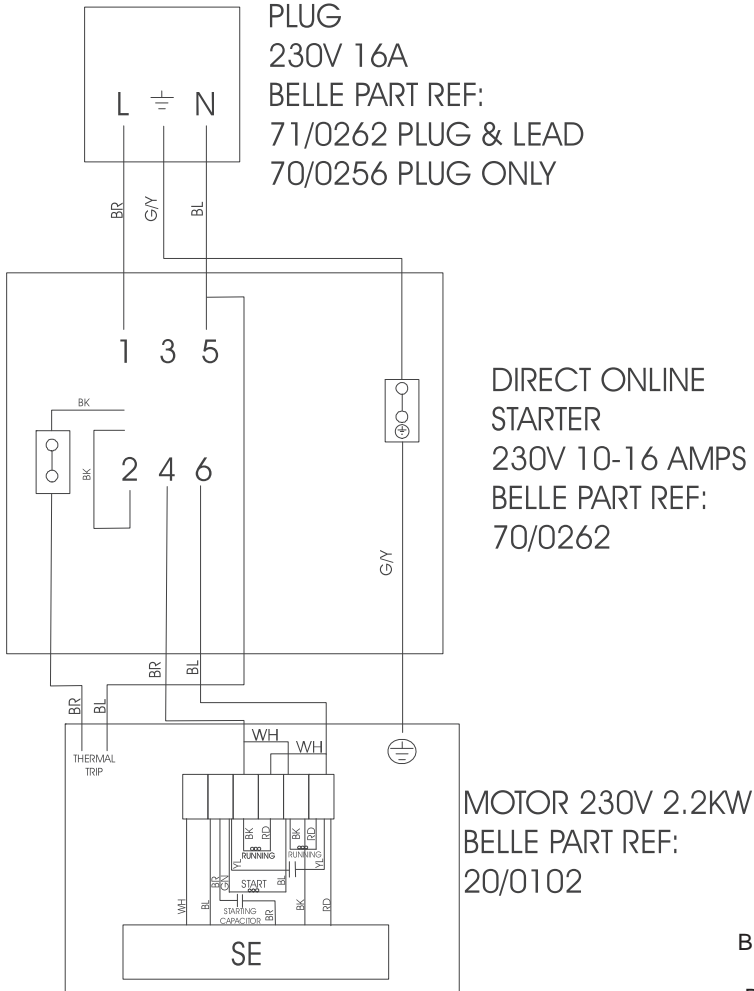 PLUG
230V 16A
BELLE PART REF:
71/0262 PLUG & LEAD
70/0256 PLUG ONLY
L N
BR G/Y BL
1 3 5
BK
BK
2 4 6
DIRECT ONLINE
STARTER
230V 10-16 AMPS
BELLE PART REF:
70/0262
G/Y
BR BL
BR BL
THERMAL
TRIP
WH
WH
MOTOR 230V 2.2KW
BELLE PART REF:
20/0102
BK RD BK RD
RUNNING RUNNING
YL YL
BR GN START BL
WH BL STARTING
CAPACITOR BR BK RD
SE
B